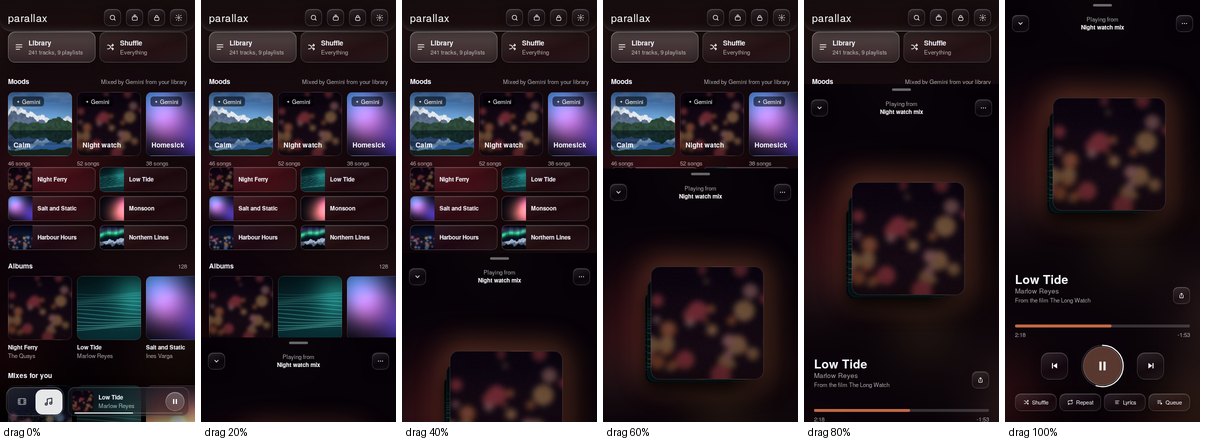 parallax
Library
241 tracks, 9 playlists
Shuffle
Everything
Moods
Mixed by Gemini from your library
Gemini
Gemini
Gemini
Calm
Night watch
Homesick
46 songs
52 songs
38 songs
Night Ferry
Low Tide
Salt and Static
Monsoon
Harbour Hours
Northern Lines
Albums
128
Night Ferry
The Quays
Low Tide
Marlow Reyes
Salt and Static
Ines Varga
Mixes for you
Low Tide
Marlow Reyes
drag 0%
parallax
Library
241 tracks, 9 playlists
Shuffle
Everything
Moods
Mixed by Gemini from your library
Gemini
Gemini
Gemini
Calm
Night watch
Homesick
46 songs
52 songs
38 songs
Night Ferry
Low Tide
Salt and Static
Monsoon
Harbour Hours
Northern Lines
Albums
128
Playing from
Night watch mix
drag 20%
parallax
Library
241 tracks, 9 playlists
Shuffle
Everything
Moods
Mixed by Gemini from your library
Gemini
Gemini
Gemini
Calm
Night watch
Homesick
46 songs
52 songs
38 songs
Night Ferry
Low Tide
Salt and Static
Monsoon
Harbour Hours
Northern Lines
Playing from
Night watch mix
drag 40%
parallax
Library
241 tracks, 9 playlists
Shuffle
Everything
Moods
Mixed by Gemini from your library
Gemini
Gemini
Gemini
Calm
Night watch
Homesick
46 songs
52 songs
38 songs
Playing from
Night watch mix
drag 60%
parallax
Library
241 tracks, 9 playlists
Shuffle
Everything
Moods
Mixed by Gemini from your library
Playing from
Night watch mix
Low Tide
Marlow Reyes
From the film The Long Watch
2:18
-1:53
drag 80%
Playing from
Night watch mix
Low Tide
Marlow Reyes
From the film The Long Watch
2:18
-1:53
Shuffle
Repeat
Lyrics
Queue
drag 100%